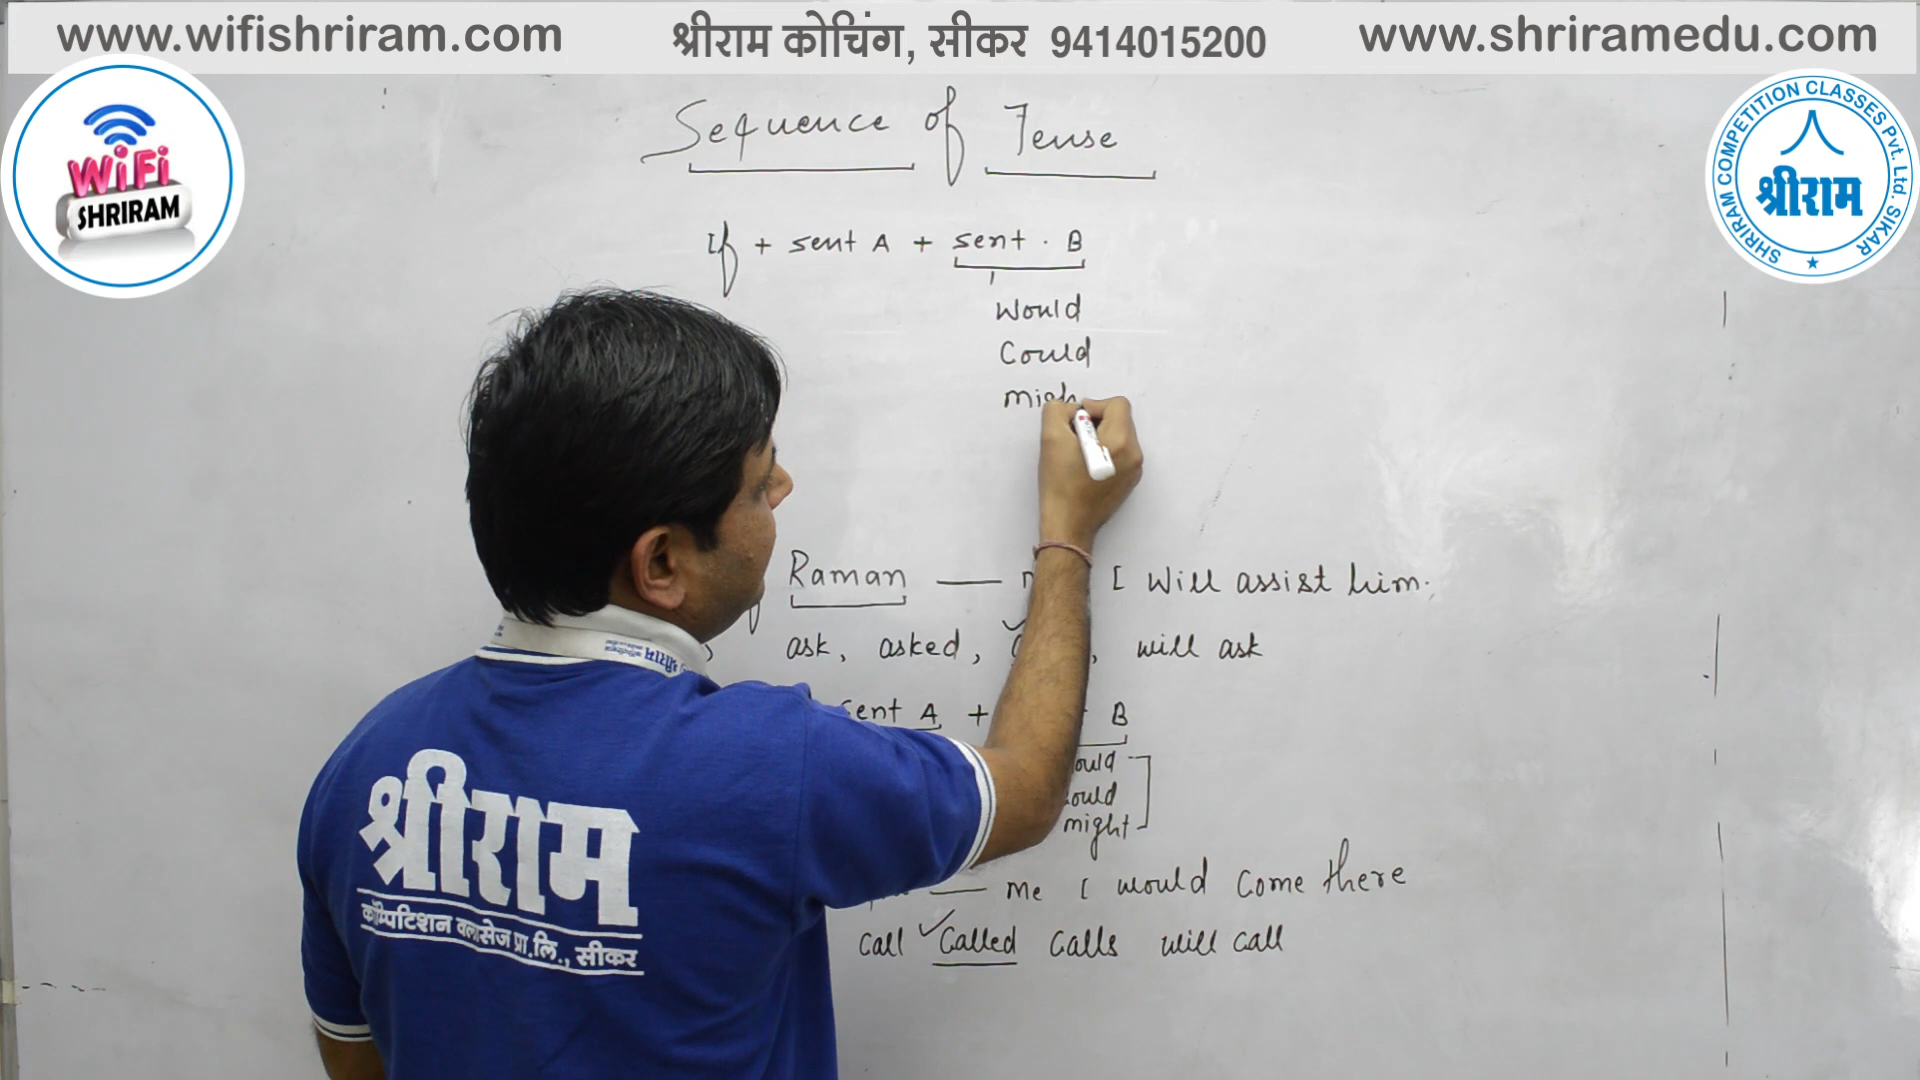 www.wifishriram.com श्रीराम कोचिंग, सीकर 9414015200 www.shriramedu.com
WiFi
SHRIRAM
SHRIRAM COMPETITION CLASSES Pvt. Ltd. SIKAR
श्रीराम
Sequence of Tense
If + sent A + sent. B
Would
Could
migh
Raman — I will assist him.
ask, asked, will ask
sent A + B
ould
ould
might
— me I would come there
call called calls will call
श्रीराम
कॉम्पिटिशन क्लासेज प्रा.लि., सीकर